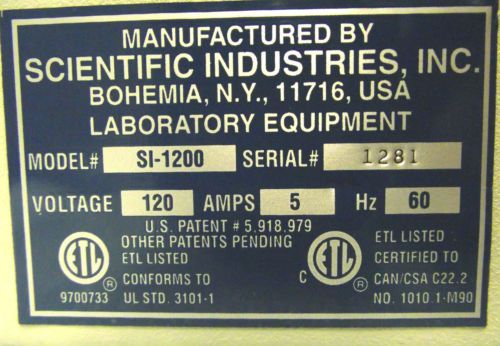 MANUFACTURED BY
SCIENTIFIC INDUSTRIES, INC.
BOHEMIA, N.Y., 11716, USA
LABORATORY EQUIPMENT
MODEL# SI-1200 SERIAL# 1281
VOLTAGE 120 AMPS 5 Hz 60
U.S. PATENT # 5.918.979
OTHER PATENTS PENDING
ETL ®
9700733
ETL LISTED
CONFORMS TO
UL STD. 3101-1
C ETL ®
ETL LISTED
CERTIFIED TO
CAN/CSA C22.2
NO. 1010.1-M90